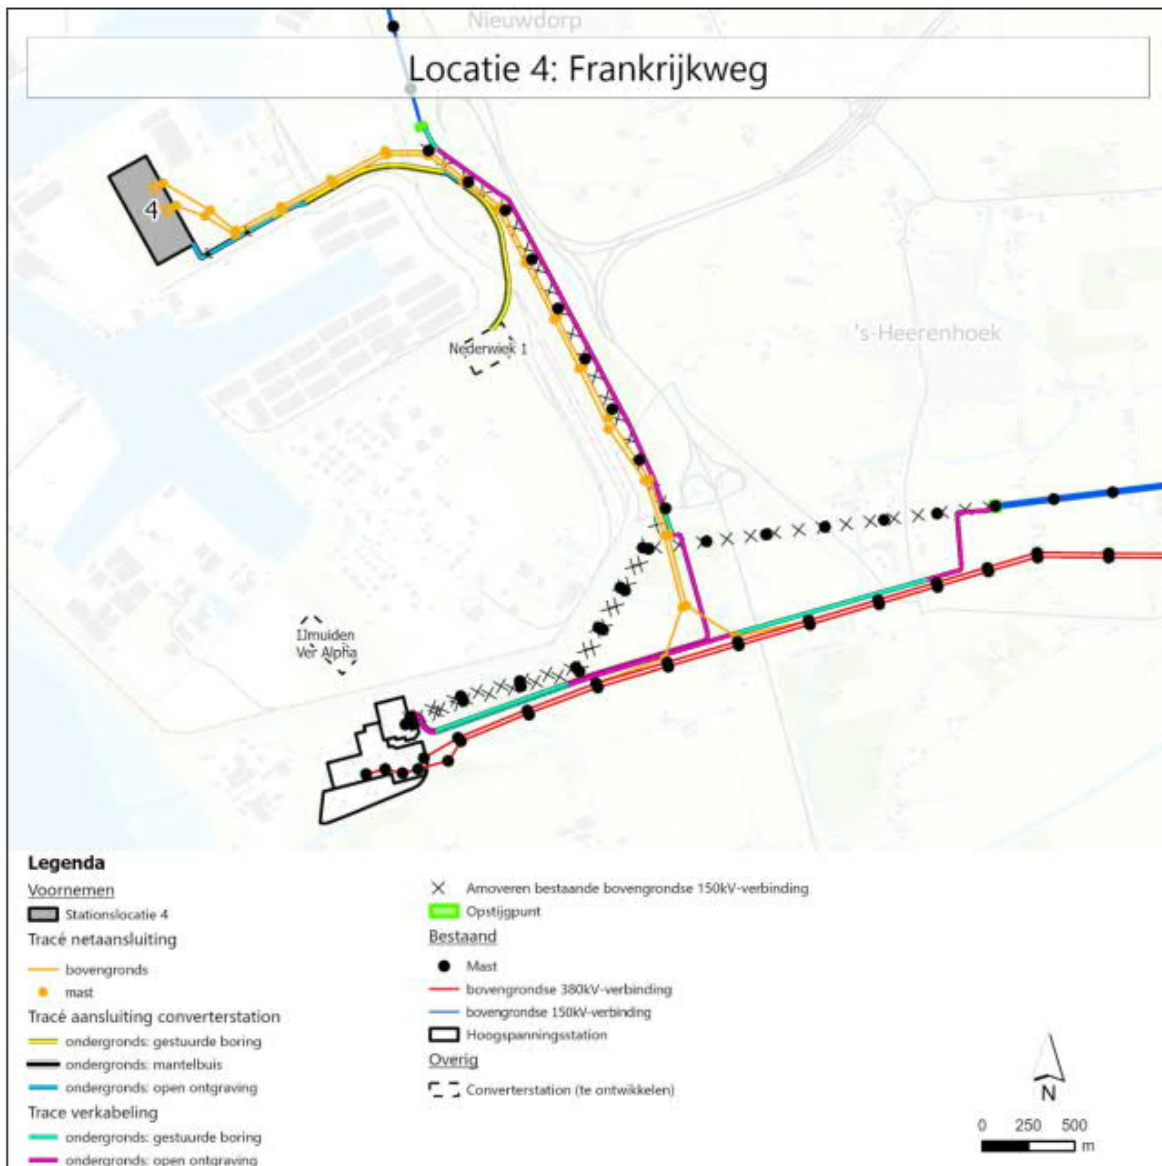 Nieuwdorp
Locatie 4: Frankrijkweg
4
Nederwiek 1
's-Heerenhoek
IJmuiden
Ver Alpha
Legenda
Voornemen
Stationslocatie 4
Tracé netaansluiting
bovengronds
mast
Tracé aansluiting converterstation
ondergronds: gestuurde boring
ondergronds: mantelbuis
ondergronds: open ontgraving
Trace verkabeling
ondergronds: gestuurde boring
ondergronds: open ontgraving
Amoveren bestaande bovengrondse 150kV-verbinding
Opstijgpunt
Bestaand
Mast
bovengrondse 380kV-verbinding
bovengrondse 150kV-verbinding
Hoogspanningsstation
Overig
Converterstation (te ontwikkelen)
N
0 250 500
m